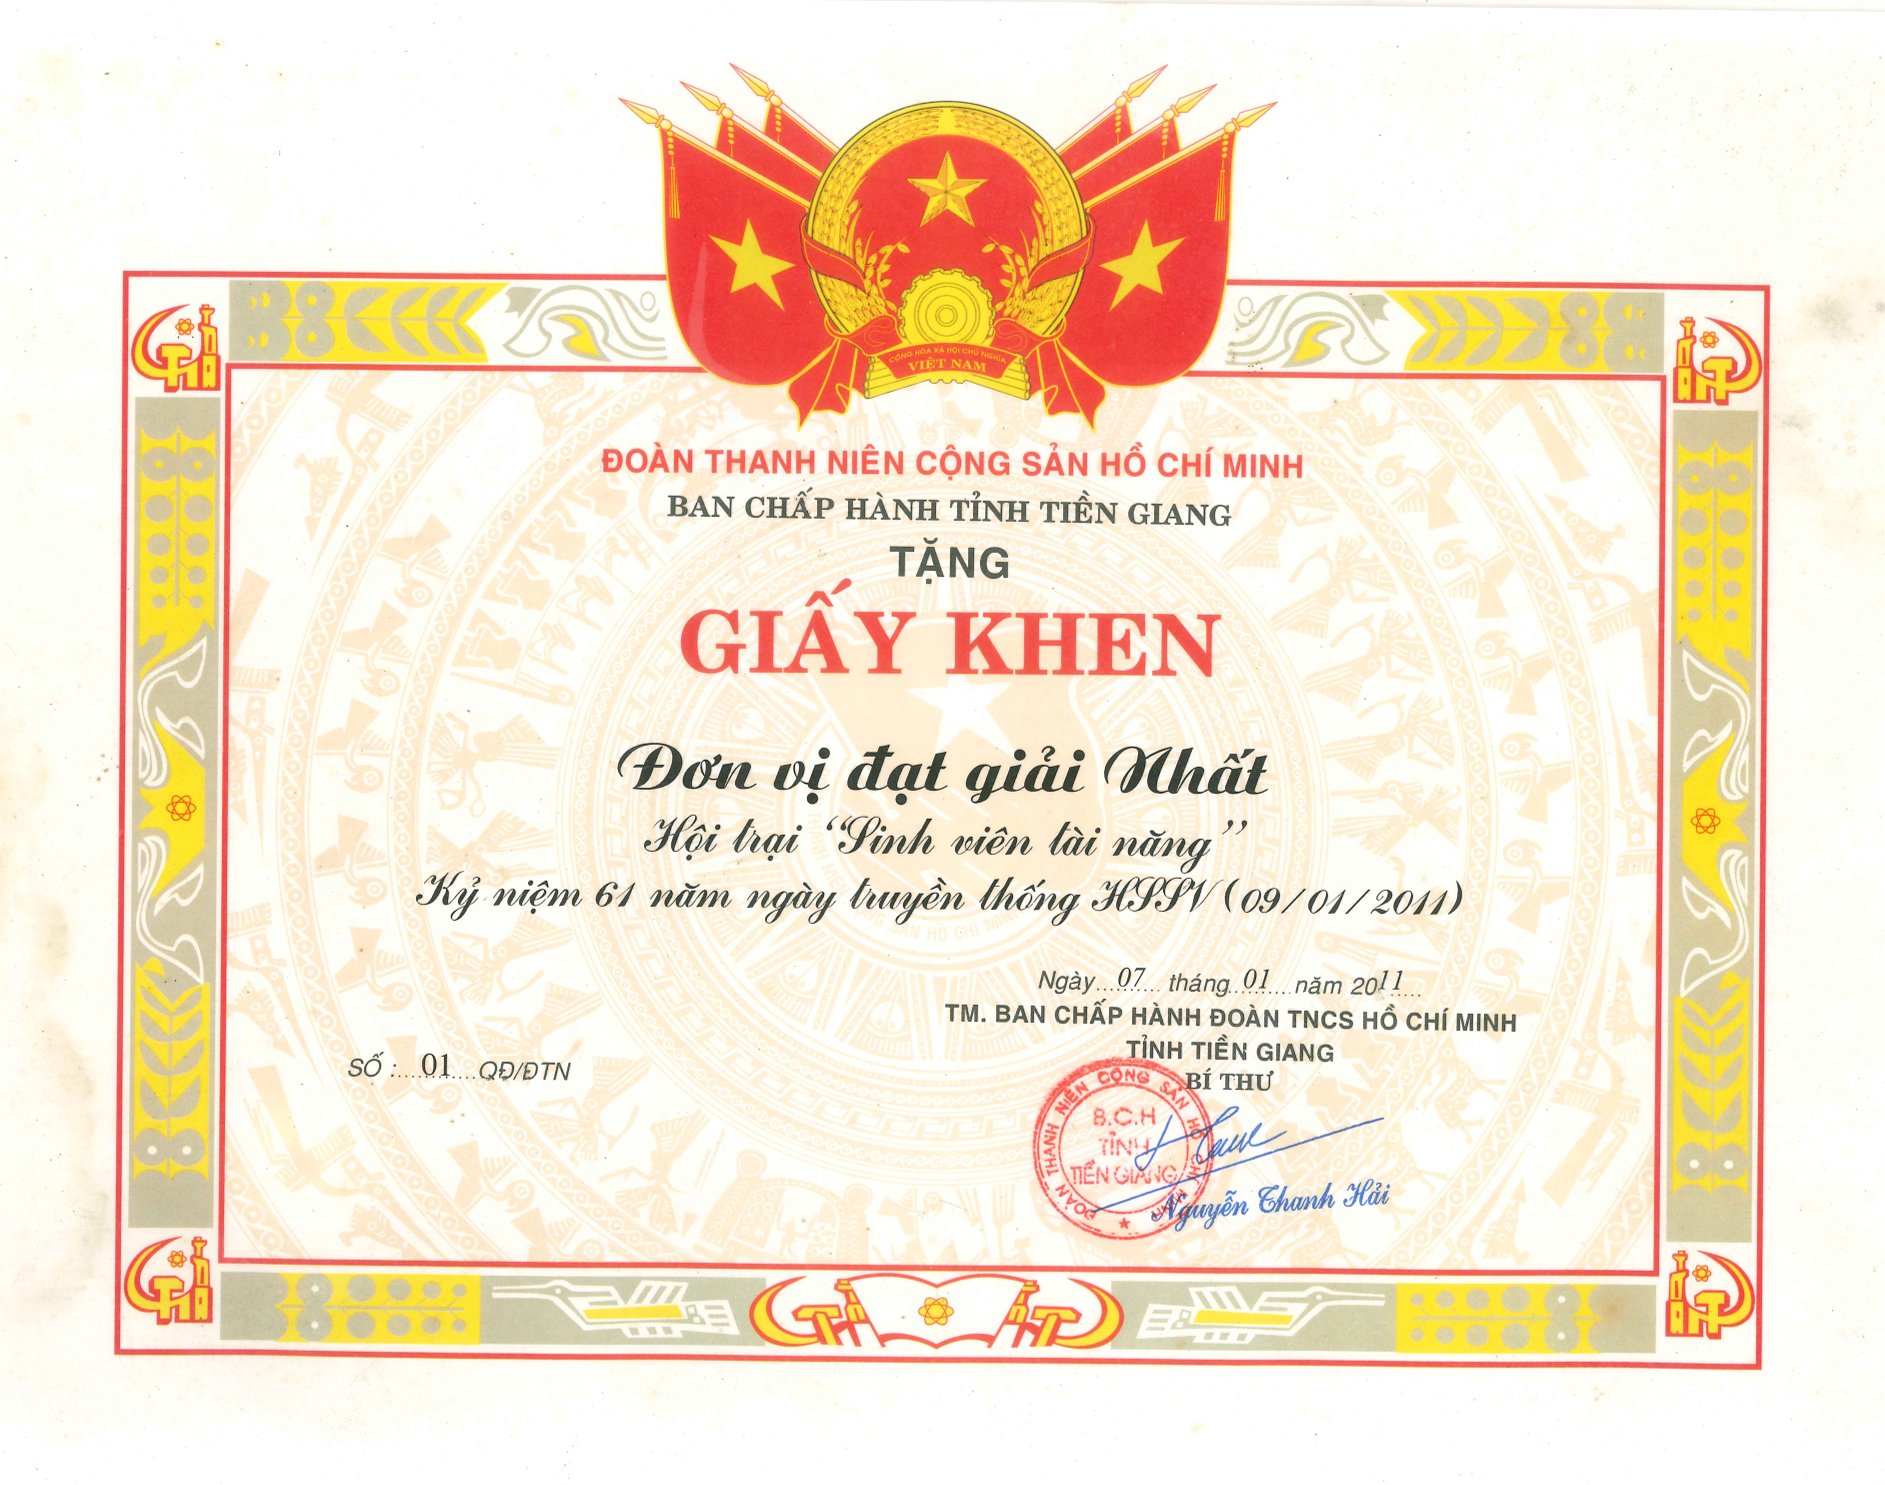 CỘNG HÒA XÃ HỘI CHỦ NGHĨA
VIỆT NAM
ĐOÀN THANH NIÊN CỘNG SẢN HỒ CHÍ MINH
BAN CHẤP HÀNH TỈNH TIỀN GIANG
TẶNG
GIẤY KHEN
Đơn vị đạt giải Nhất
Hội trại “Sinh viên tài năng”
Kỷ niệm 61 năm ngày truyền thống HSSV (09/01/2011)
Ngày...07... tháng...01...năm 2011...
TM. BAN CHẤP HÀNH ĐOÀN TNCS HỒ CHÍ MINH
TỈNH TIỀN GIANG
BÍ THƯ
SỐ :...01...QĐ/ĐTN
ĐOÀN THANH NIÊN CỘNG SẢN HỒ CHÍ MINH
B.C.H
TỈNH
TIỀN GIANG
Nguyễn Thanh Hải